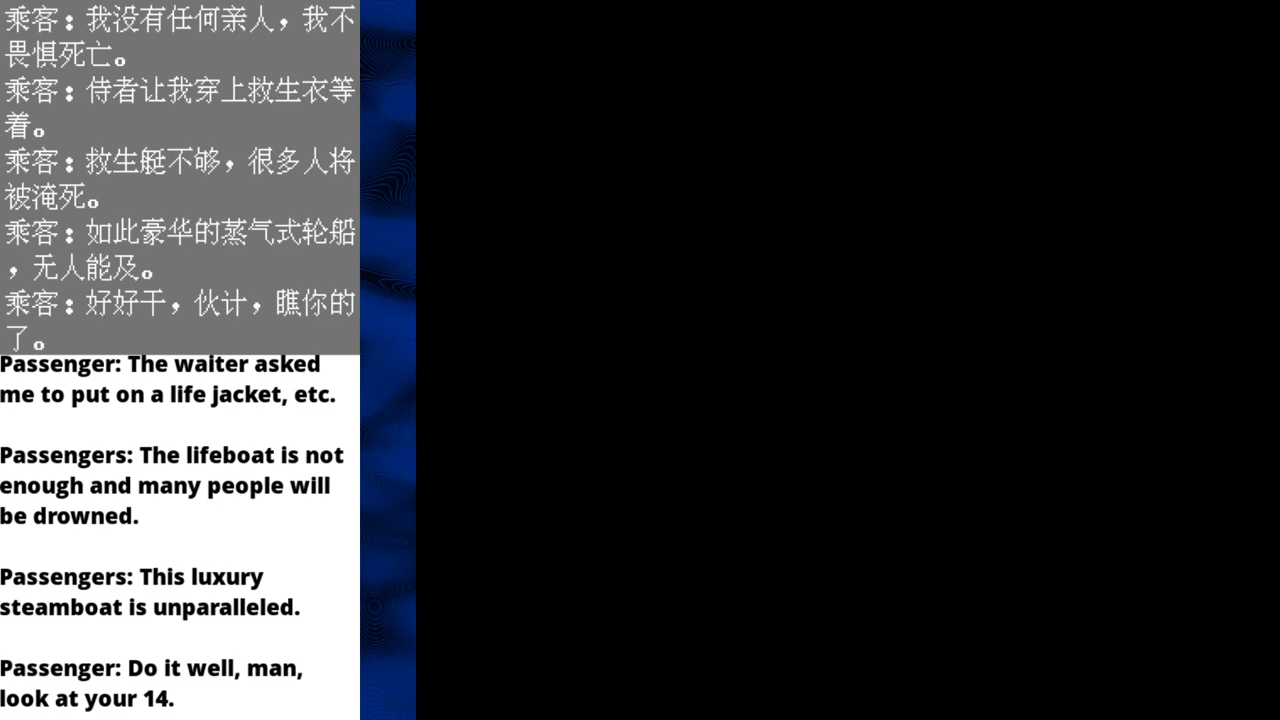 乘客：我没有任何亲人，我不
畏惧死亡。
乘客：侍者让我穿上救生衣等
着。
乘客：救生艇不够，很多人将
被淹死。
乘客：如此豪华的蒸气式轮船
，无人能及。
乘客：好好干，伙计，瞧你的
了。
Passenger: The waiter asked
me to put on a life jacket, etc.
Passengers: The lifeboat is not
enough and many people will
be drowned.
Passengers: This luxury
steamboat is unparalleled.
Passenger: Do it well, man,
look at your 14.